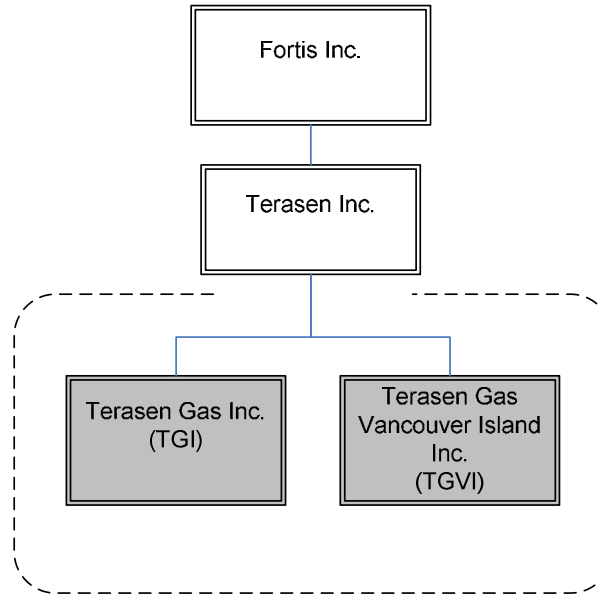 Fortis Inc.
Terasen Inc.
Terasen Gas Inc.
(TGI)
Terasen Gas
Vancouver Island
Inc.
(TGVI)